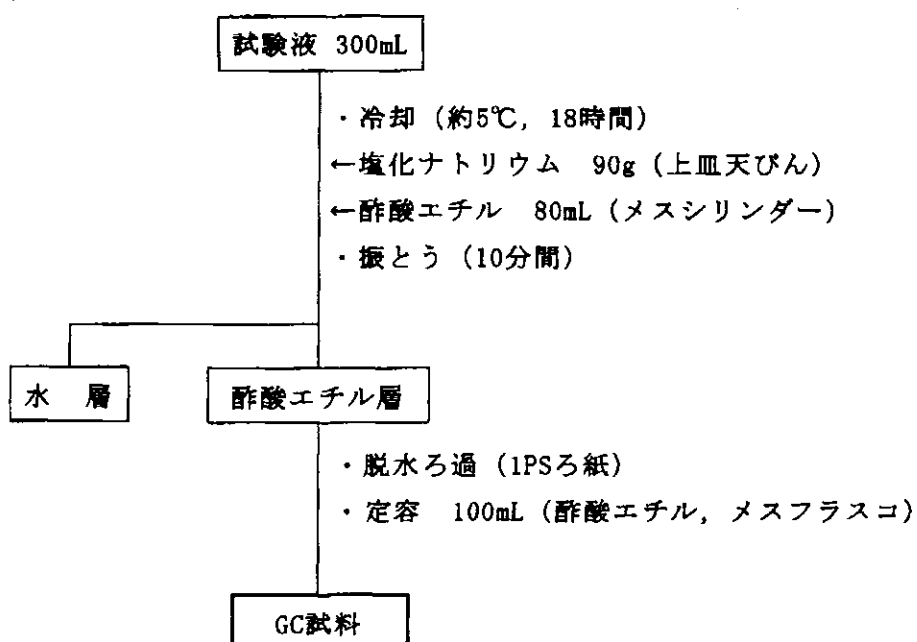 試験液 300mL
・冷却（約5℃，18時間）
←塩化ナトリウム 90g（上皿天びん）
←酢酸エチル 80mL（メスシリンダー）
・振とう（10分間）
水 層
酢酸エチル層
・脱水ろ過（1PSろ紙）
・定容 100mL（酢酸エチル，メスフラスコ）
GC試料